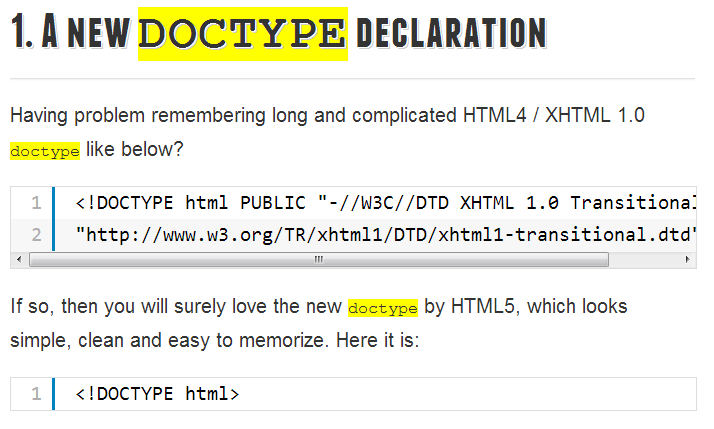 1. A NEW DOCTYPE DECLARATION
Having problem remembering long and complicated HTML4 / XHTML 1.0
doctype like below?
1 <!DOCTYPE html PUBLIC "-//W3C//DTD XHTML 1.0 Transitional
2 "http://www.w3.org/TR/xhtml1/DTD/xhtml1-transitional.dtd"
If so, then you will surely love the new doctype by HTML5, which looks
simple, clean and easy to memorize. Here it is:
1 <!DOCTYPE html>